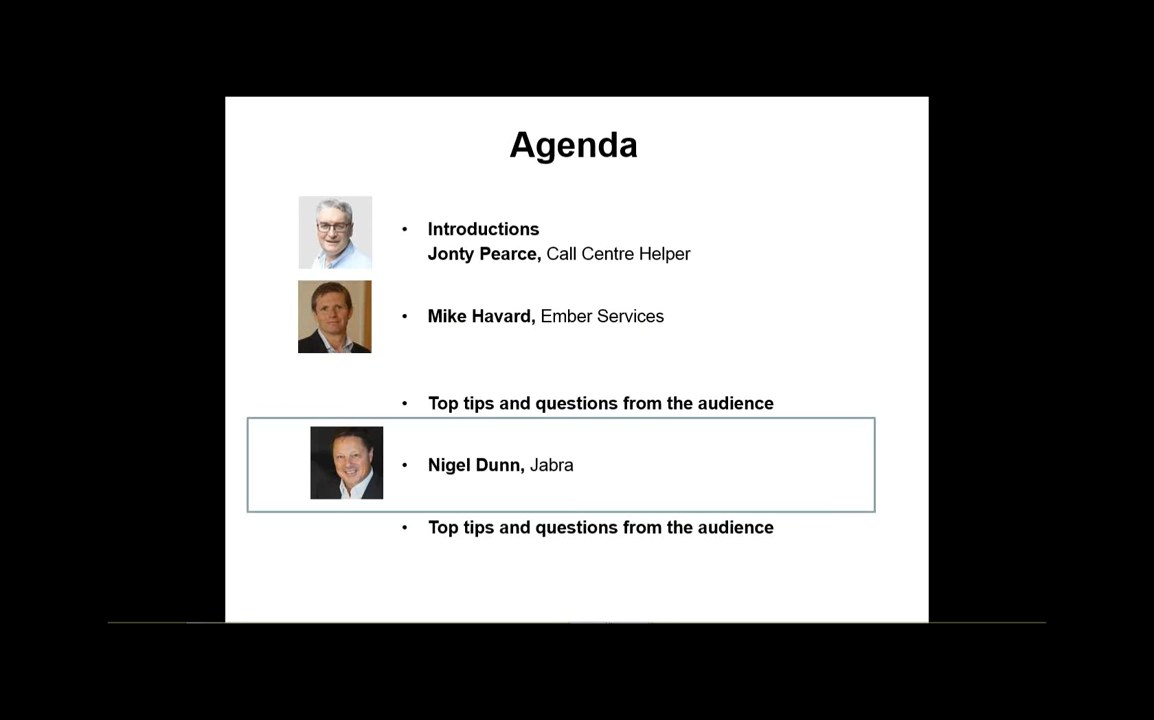 Agenda
• Introductions
Jonty Pearce, Call Centre Helper
• Mike Havard, Ember Services
• Top tips and questions from the audience
• Nigel Dunn, Jabra
• Top tips and questions from the audience